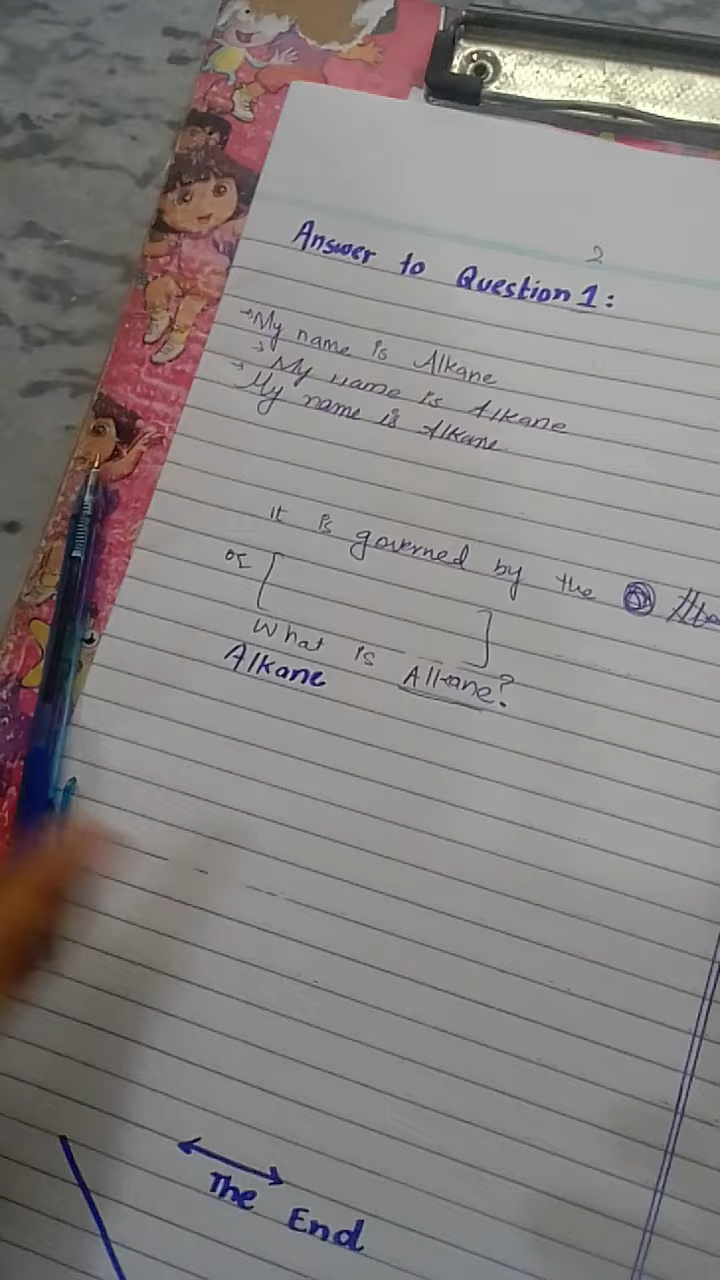 2
Answer to Question 1:
→My name is Alkane
→ My name is Alkane
→ My name is Alkane
It is governed by the
What is Alkane?
Alkane
The End